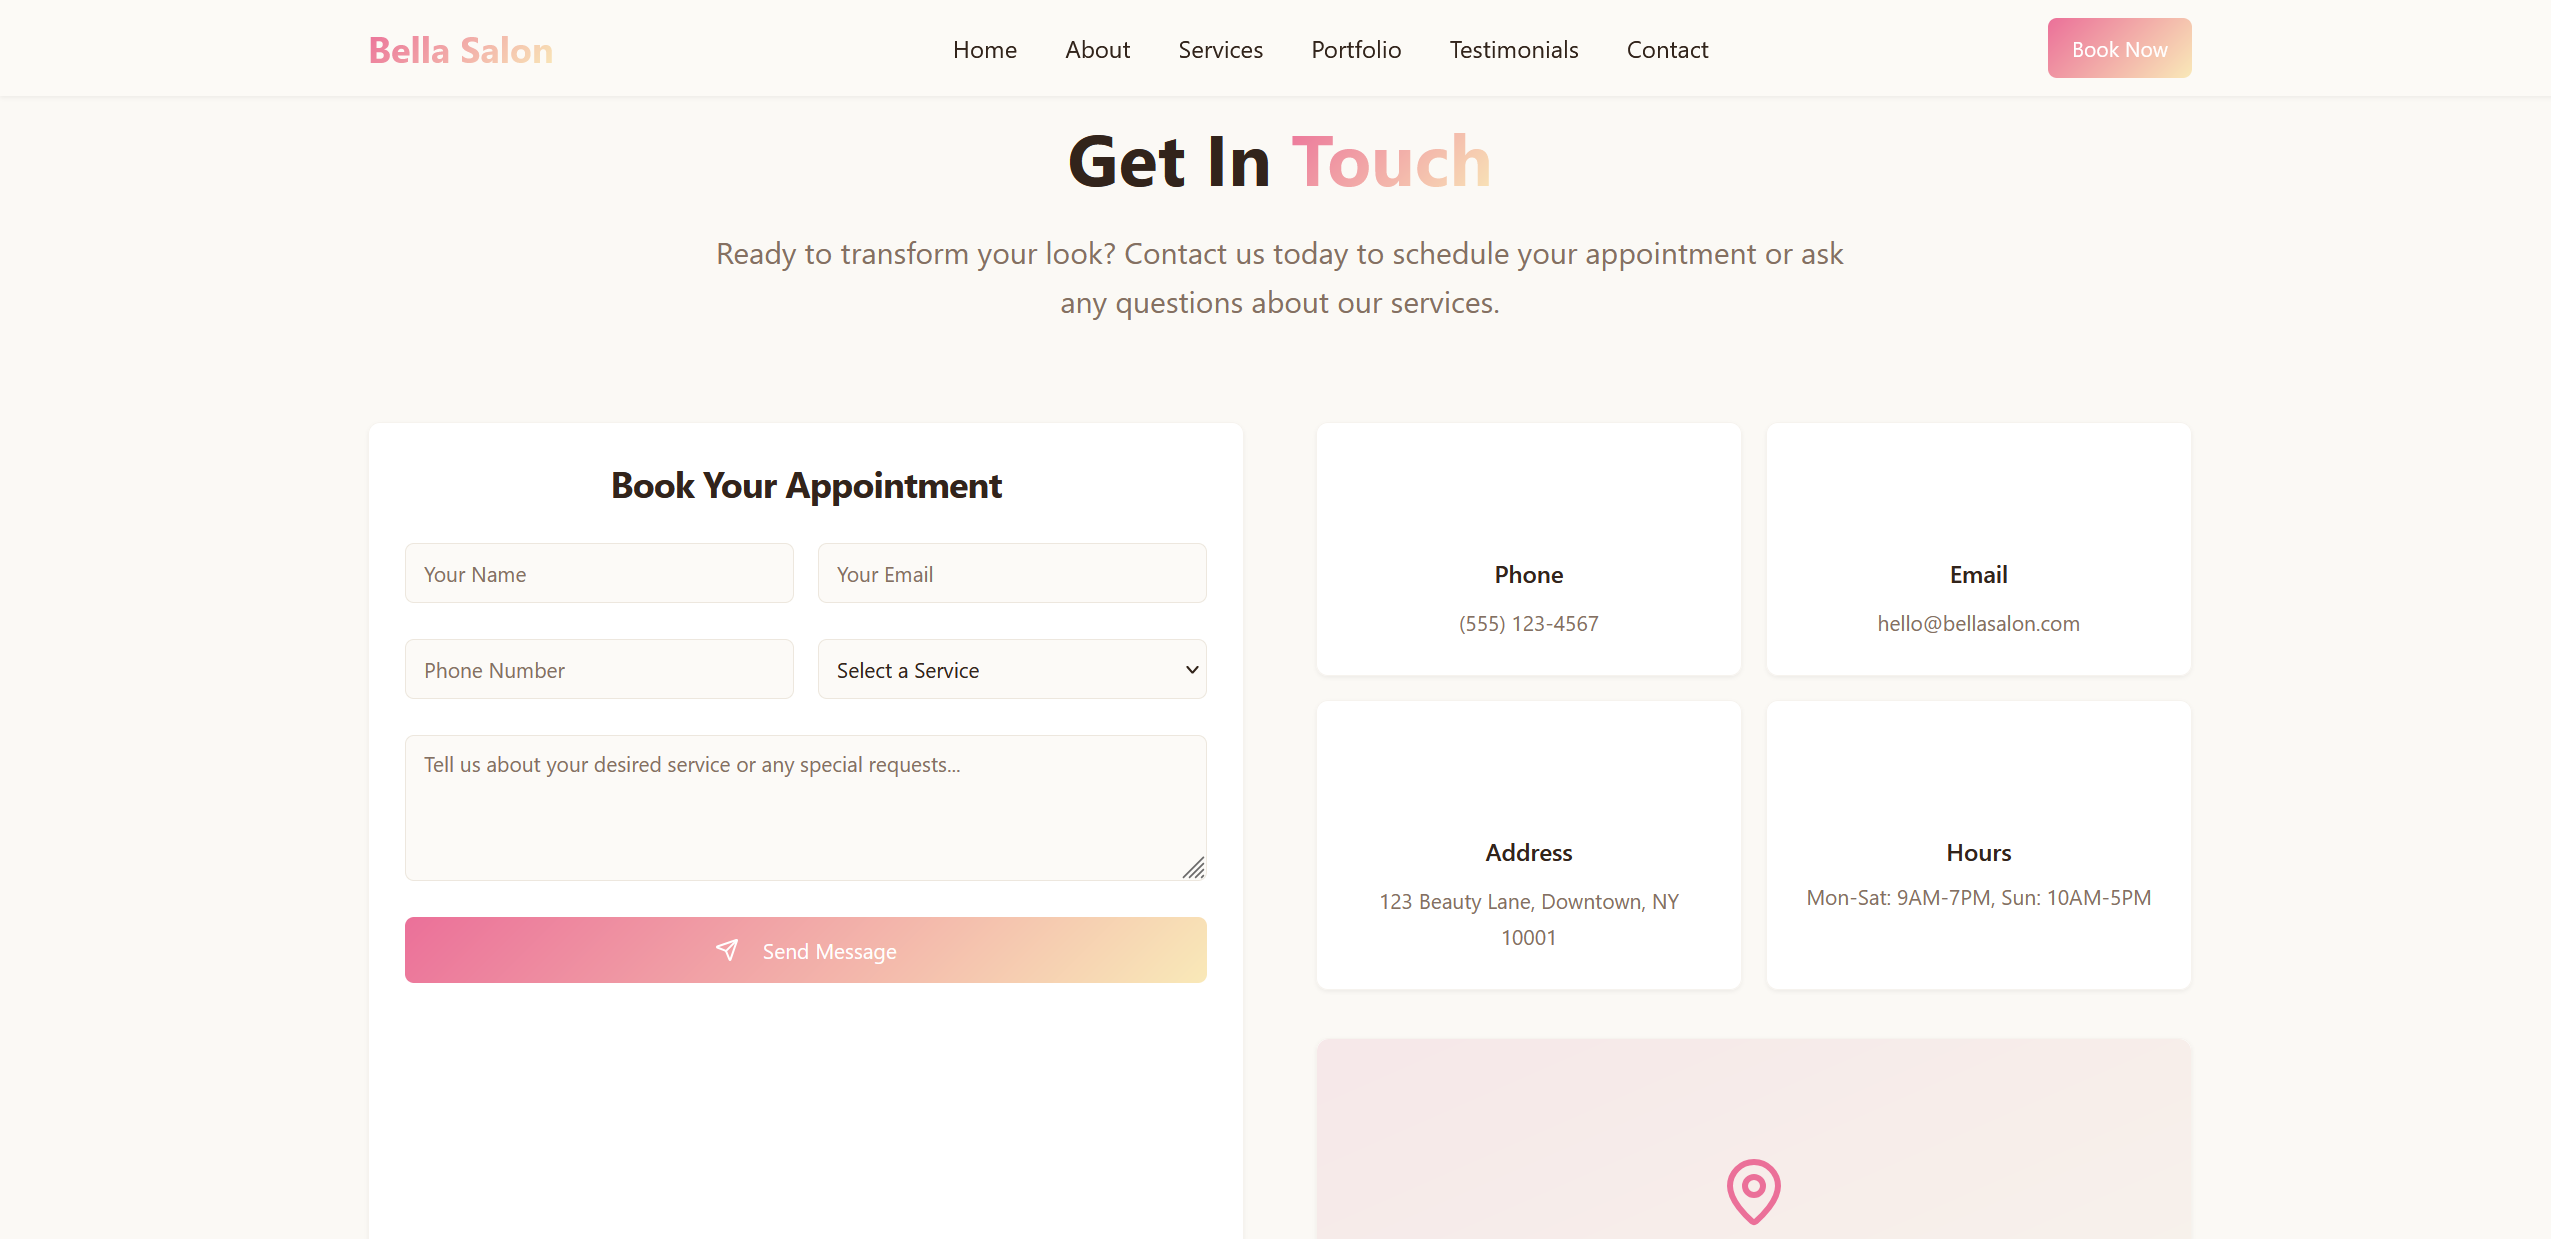 Bella Salon
Home
About
Services
Portfolio
Testimonials
Contact
Book Now
Get In Touch
Ready to transform your look? Contact us today to schedule your appointment or ask
any questions about our services.
Book Your Appointment
Your Name
Your Email
Phone Number
Select a Service
Tell us about your desired service or any special requests...
Send Message
Phone
(555) 123-4567
Email
hello@bellasalon.com
Address
123 Beauty Lane, Downtown, NY
10001
Hours
Mon-Sat: 9AM-7PM, Sun: 10AM-5PM